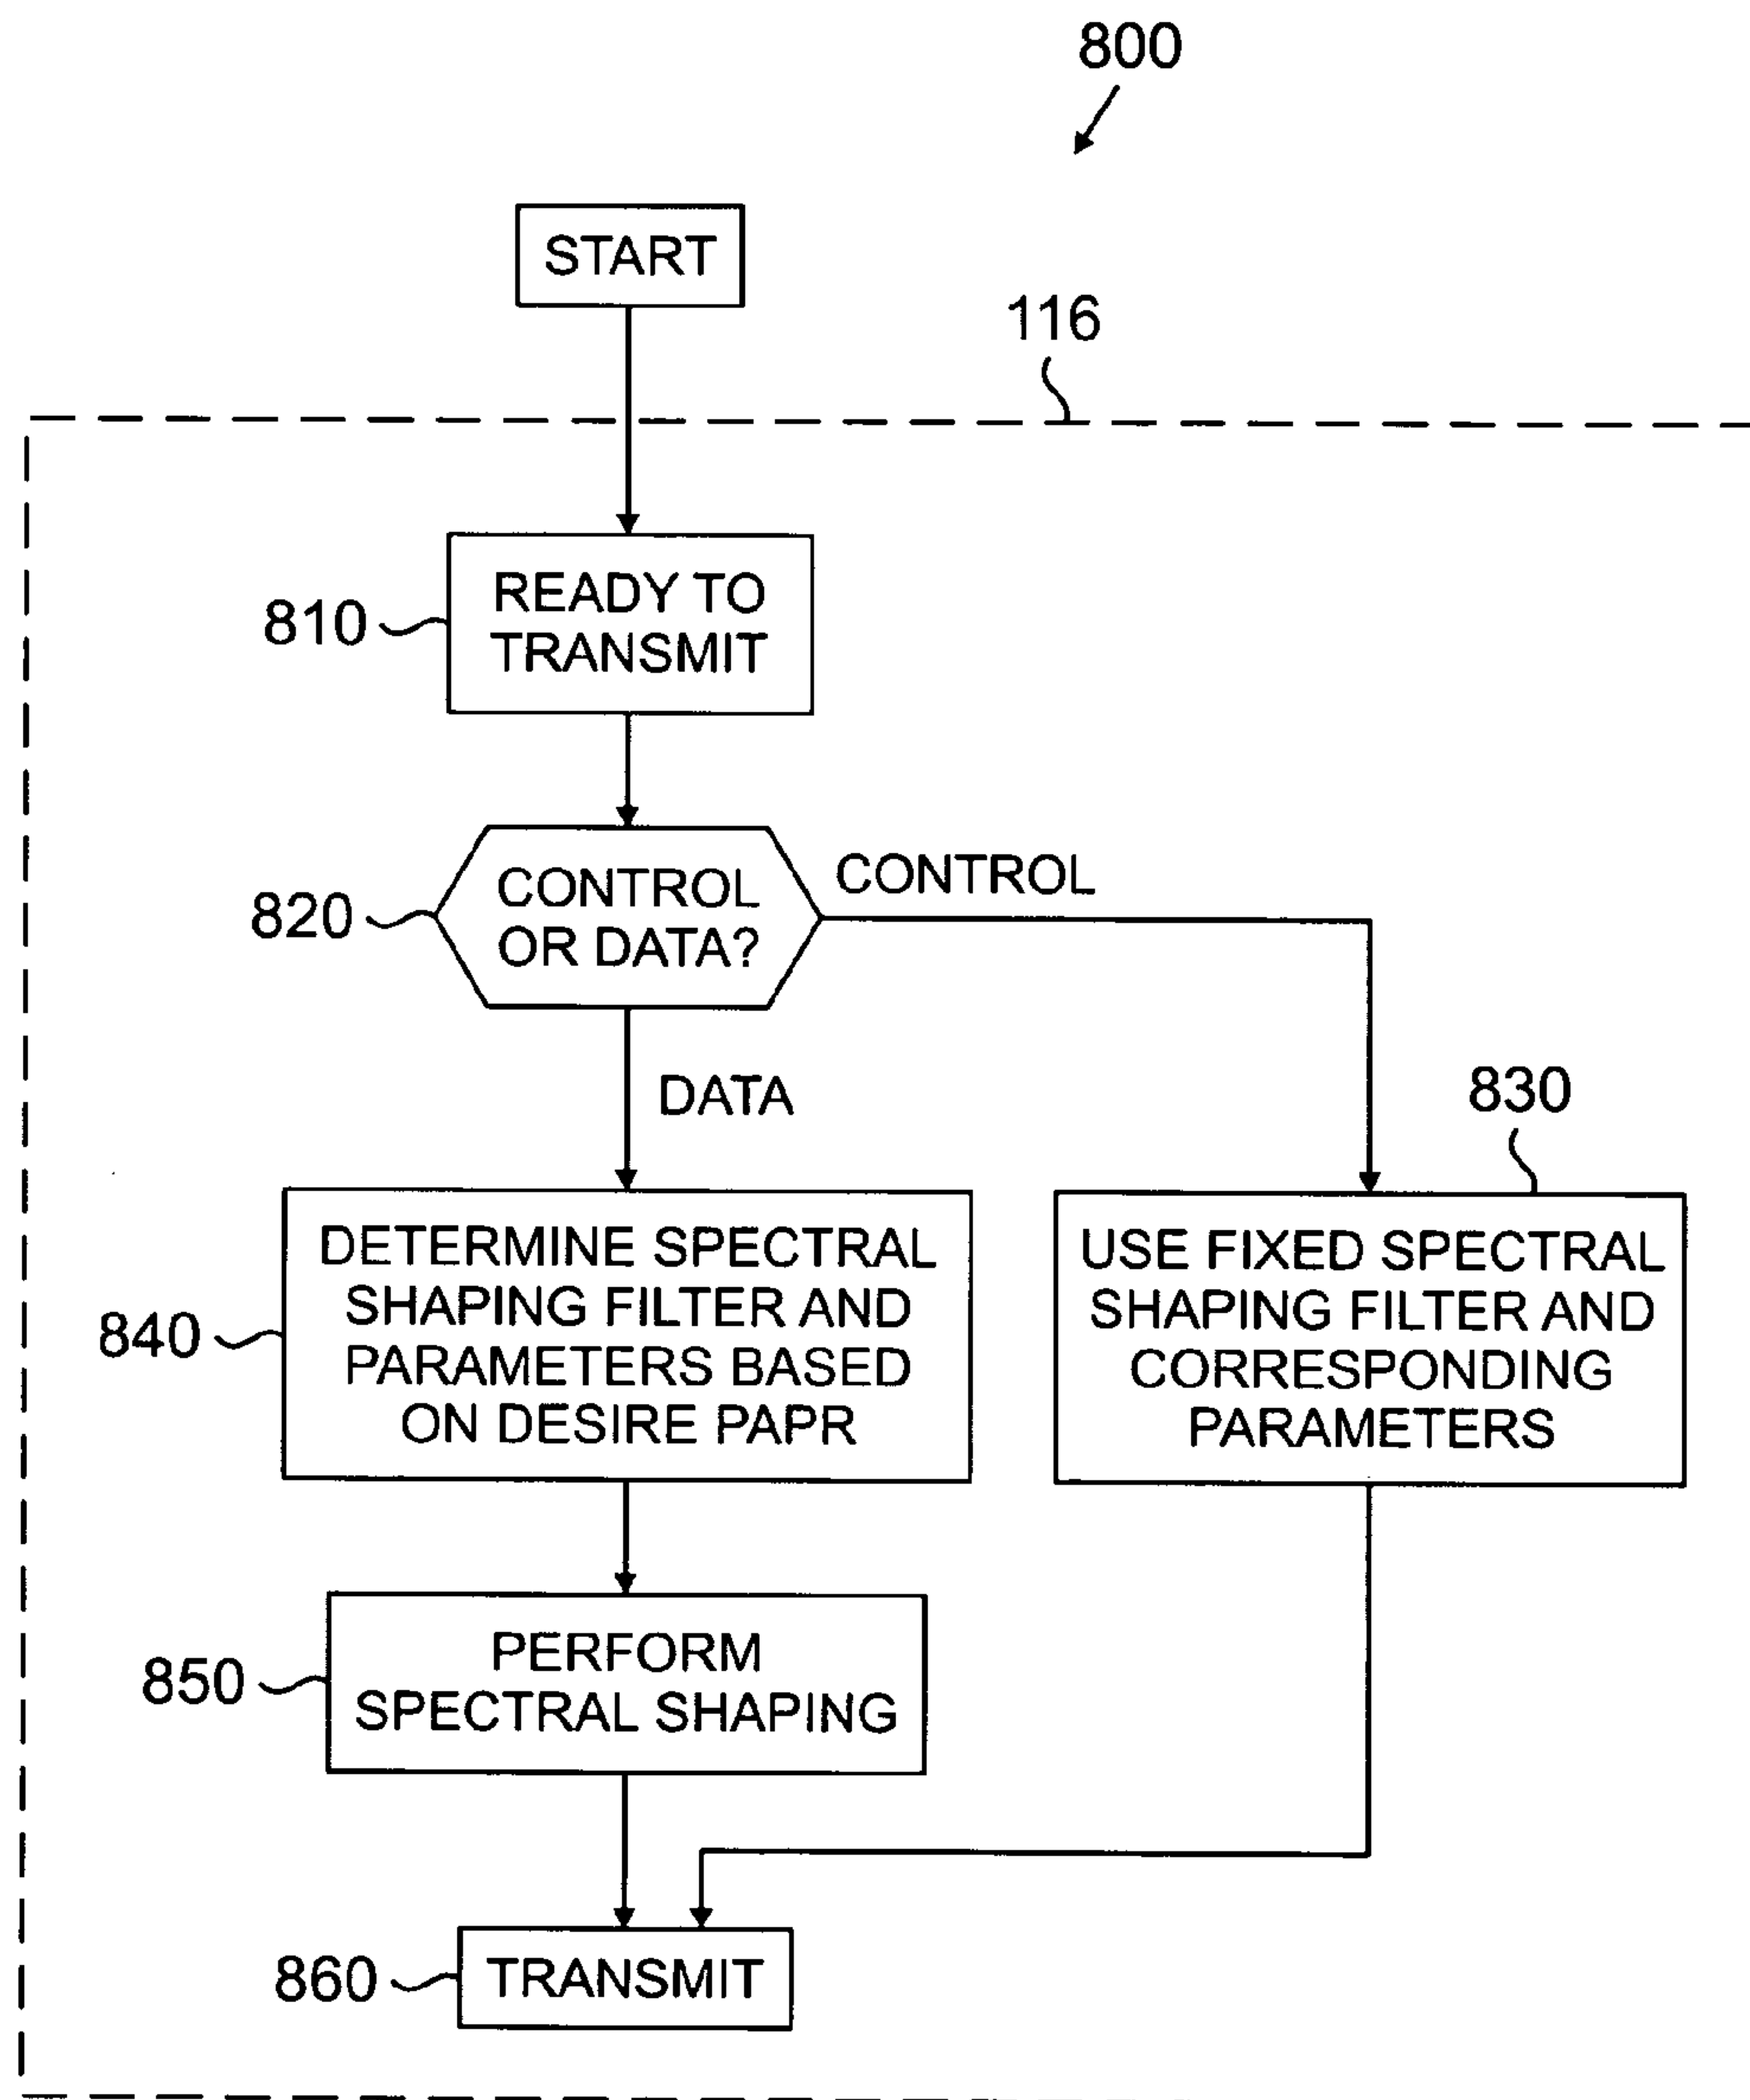 800
START
116
810
READY TO
TRANSMIT
820
CONTROL
OR DATA?
CONTROL
DATA
830
840
DETERMINE SPECTRAL
SHAPING FILTER AND
PARAMETERS BASED
ON DESIRE PAPR
USE FIXED SPECTRAL
SHAPING FILTER AND
CORRESPONDING
PARAMETERS
850
PERFORM
SPECTRAL SHAPING
860
TRANSMIT